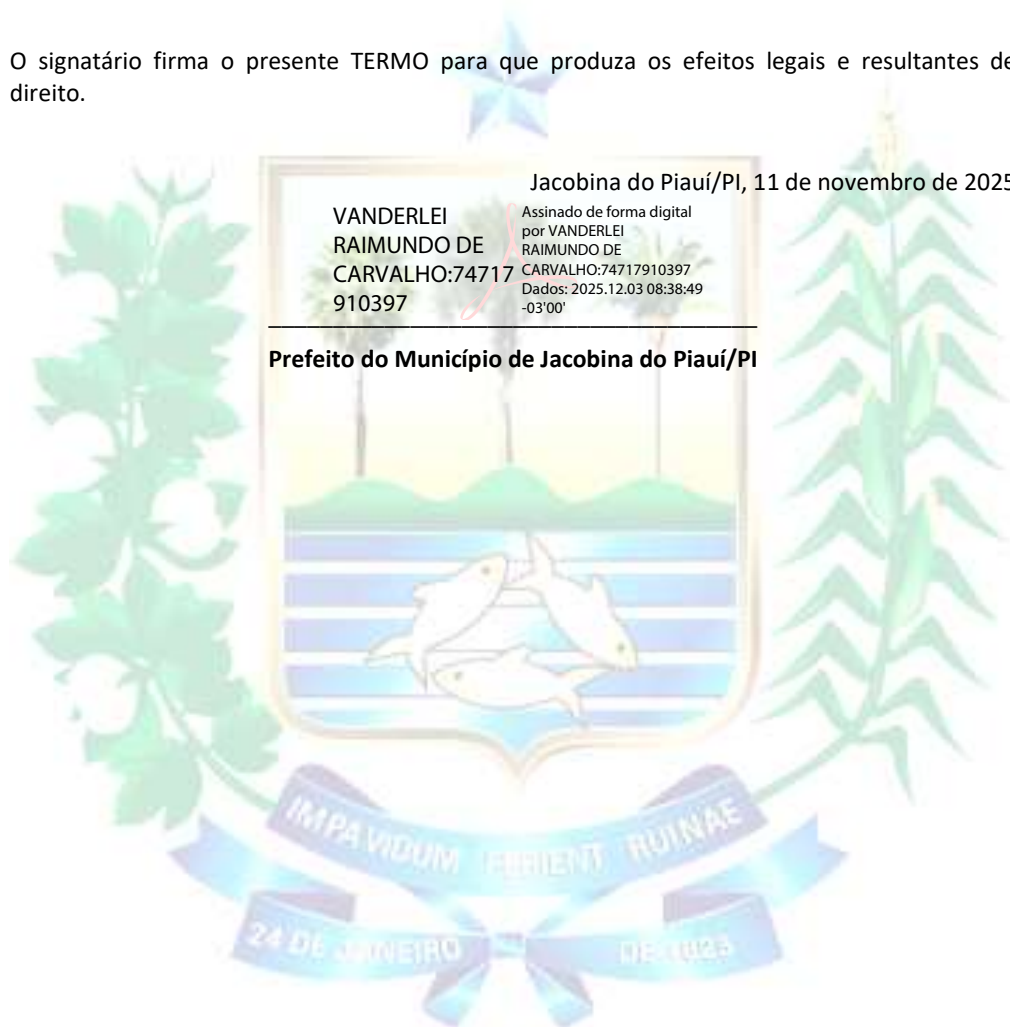 O signatário firma o presente TERMO para que produza os efeitos legais e resultantes de
direito.
Jacobina do Piauí/PI, 11 de novembro de 2025
VANDERLEI
RAIMUNDO DE
CARVALHO:74717
910397
Assinado de forma digital
por VANDERLEI
RAIMUNDO DE
CARVALHO:74717910397
Dados: 2025.12.03 08:38:49
-03'00'
Prefeito do Município de Jacobina do Piauí/PI
IMPAVIDUM FERIENT RUINAE
24 DE JANEIRO DE 1823